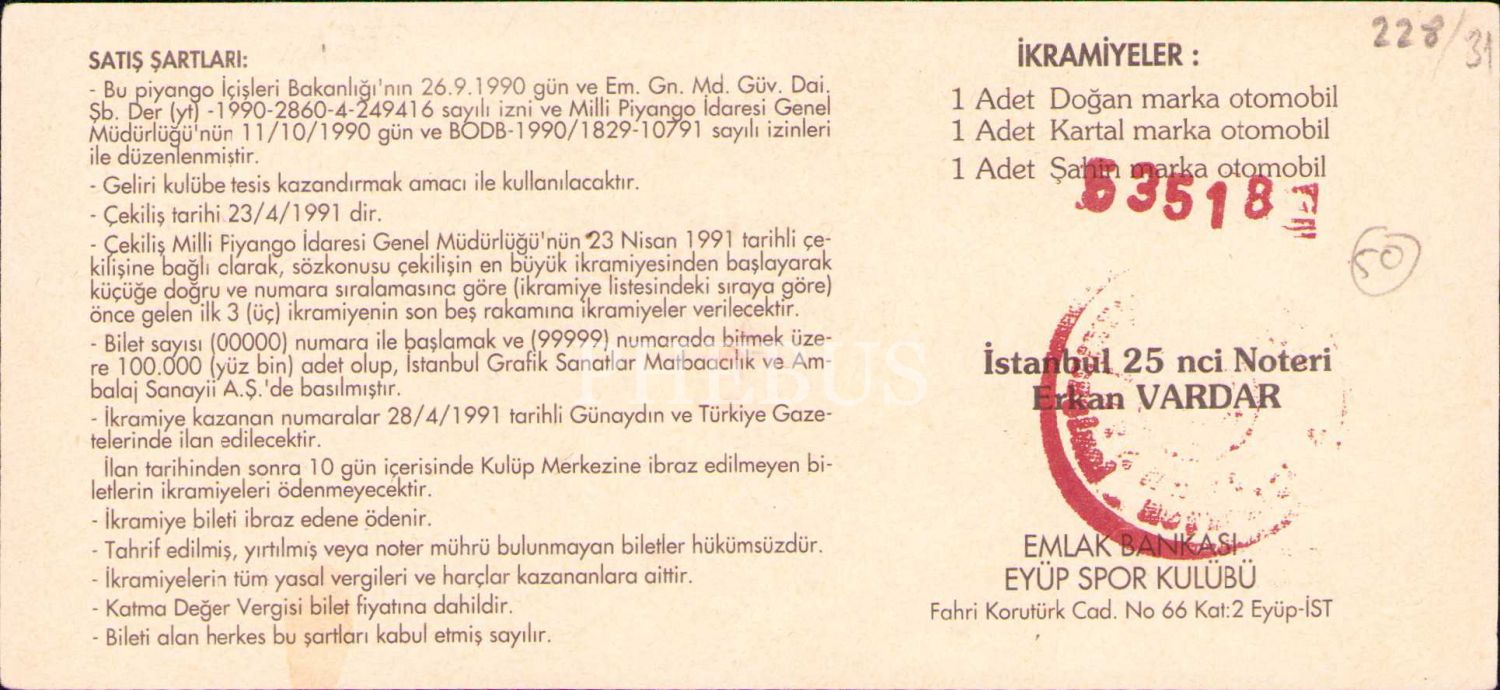 SATIŞ ŞARTLARI:
- Bu piyango İçişleri Bakanlığı'nın 26.9.1990 gün ve Em. Gn. Md. Güv. Dai.
Şb. Der (yt) -1990-2860-4-249416 sayılı izni ve Milli Piyango İdaresi Genel
Müdürlüğü'nün 11/10/1990 gün ve BODB-1990/1829-10791 sayılı izinleri
ile düzenlenmiştir.
- Geliri kulübe tesis kazandırmak amacı ile kullanılacaktır.
- Çekiliş tarihi 23/4/1991 dir.
- Çekiliş Milli Piyango İdaresi Genel Müdürlüğü'nün 23 Nisan 1991 tarihli çe-
kilişine bağlı olarak, sözkonusu çekilişin en büyük ikramiyesinden başlayarak
küçüğe doğru ve numara sıralamasına göre (ikramiye listesindeki sıraya göre)
önce gelen ilk 3 (üç) ikramiyenin son beş rakamına ikramiyeler verilecektir.
- Bilet sayısı (00000) numara ile başlamak ve (99999) numarada bitmek üze-
re 100.000 (yüz bin) adet olup, İstanbul Grafik Sanatlar Matbaacılık ve Am-
balaj Sanayii A.Ş.'de basılmıştır.
- İkramiye kazanan numaralar 28/4/1991 tarihli Günaydın ve Türkiye Gaze-
telerinde ilan edilecektir.
İlan tarihinden sonra 10 gün içerisinde Kulüp Merkezine ibraz edilmeyen bi-
letlerin ikramiyeleri ödenmeyecektir.
- İkramiye bileti ibraz edene ödenir.
- Tahrif edilmiş, yırtılmış veya noter mührü bulunmayan biletler hükümsüzdür.
- İkramiyelerin tüm yasal vergileri ve harçlar kazananlara aittir.
- Katma Değer Vergisi bilet fiyatına dahildir.
- Bileti alan herkes bu şartları kabul etmiş sayılır.
228/31
İKRAMİYELER :
1 Adet Doğan marka otomobil
1 Adet Kartal marka otomobil
1 Adet Şahin marka otomobil
63518
50
İstanbul 25 nci Noteri
Erkan VARDAR
EMLAK BANKASI
EYÜP SPOR KULÜBÜ
Fahri Korutürk Cad. No 66 Kat:2 Eyüp-İST
PHEBUS